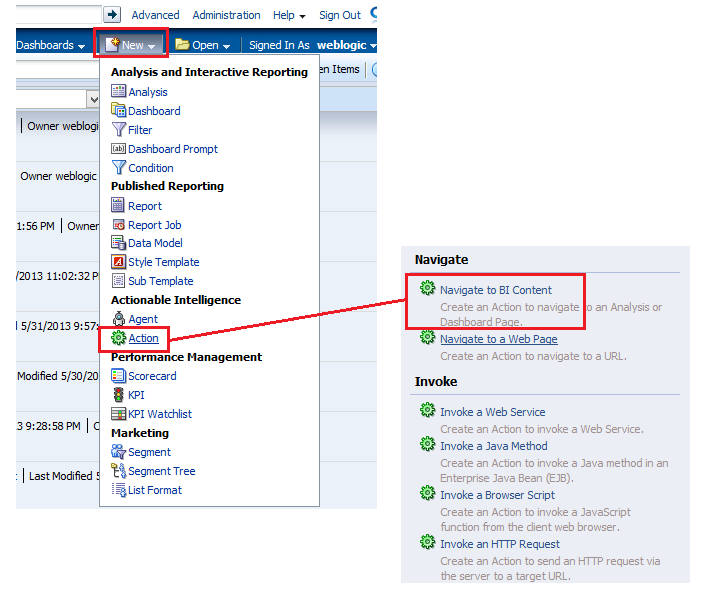 Advanced Administration Help Sign Out
Dashboards New Open Signed In As weblogic
en Items
Analysis and Interactive Reporting
Analysis
Dashboard
Owner weblogi
Filter
Dashboard Prompt
Condition
Owner weblogic
Published Reporting
Report
Report Job
1:56 PM Owner
Data Model
Style Template
/2013 11:02:32 P
Sub Template
Actionable Intelligence
Agent
5/31/2013 9:57:
Action
Performance Management
Scorecard
Modified 5/30/20
KPI
KPI Watchlist
3 9:28:58 PM
Marketing
Segment
Segment Tree
Last Modified 5
List Format
Navigate
Navigate to BI Content
Create an Action to navigate to an Analysis or
Dashboard Page.
Navigate to a Web Page
Create an Action to navigate to a URL.
Invoke
Invoke a Web Service
Create an Action to invoke a Web Service.
Invoke a Java Method
Create an Action to invoke a Java method in an
Enterprise Java Bean (EJB).
Invoke a Browser Script
Create an Action to invoke a JavaScript
function from the client web browser.
Invoke an HTTP Request
Create an Action to send an HTTP request via
the server to a target URL.